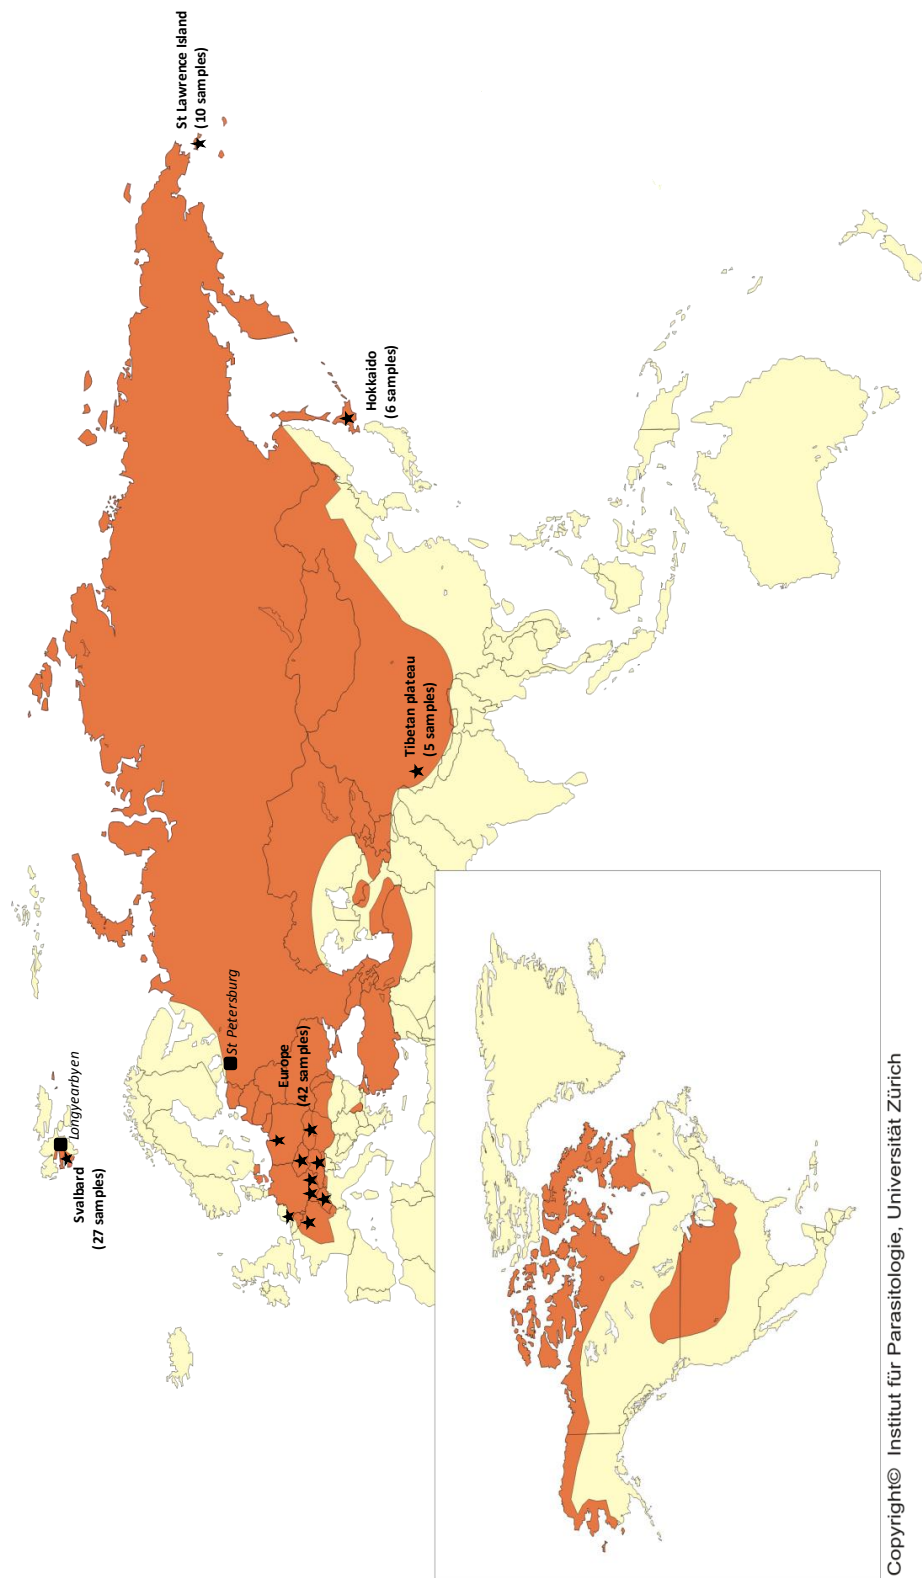 St Lawrence Island
(10 samples)
Hokkaido
(6 samples)
Tibetan plateau
(5 samples)
St Petersburg
Europe
(42 samples)
Longyearbyen
Svalbard
(27 samples)
Copyright© Institut für Parasitologie, Universität Zürich